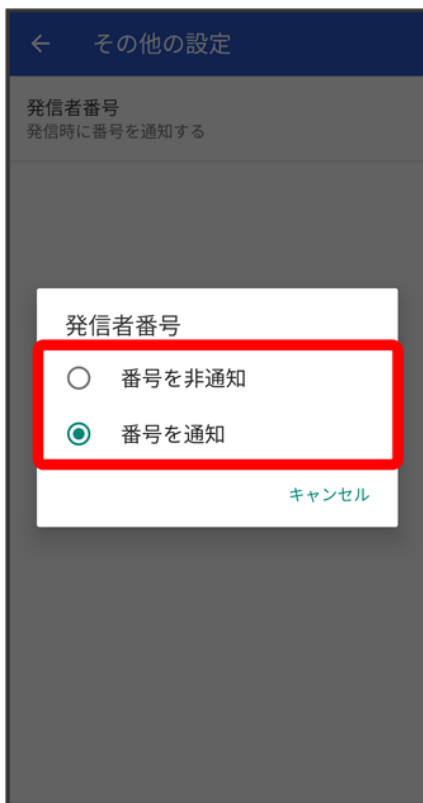 その他の設定
発信者番号
発信時に番号を通知する
発信者番号
番号を非通知
番号を通知
キャンセル